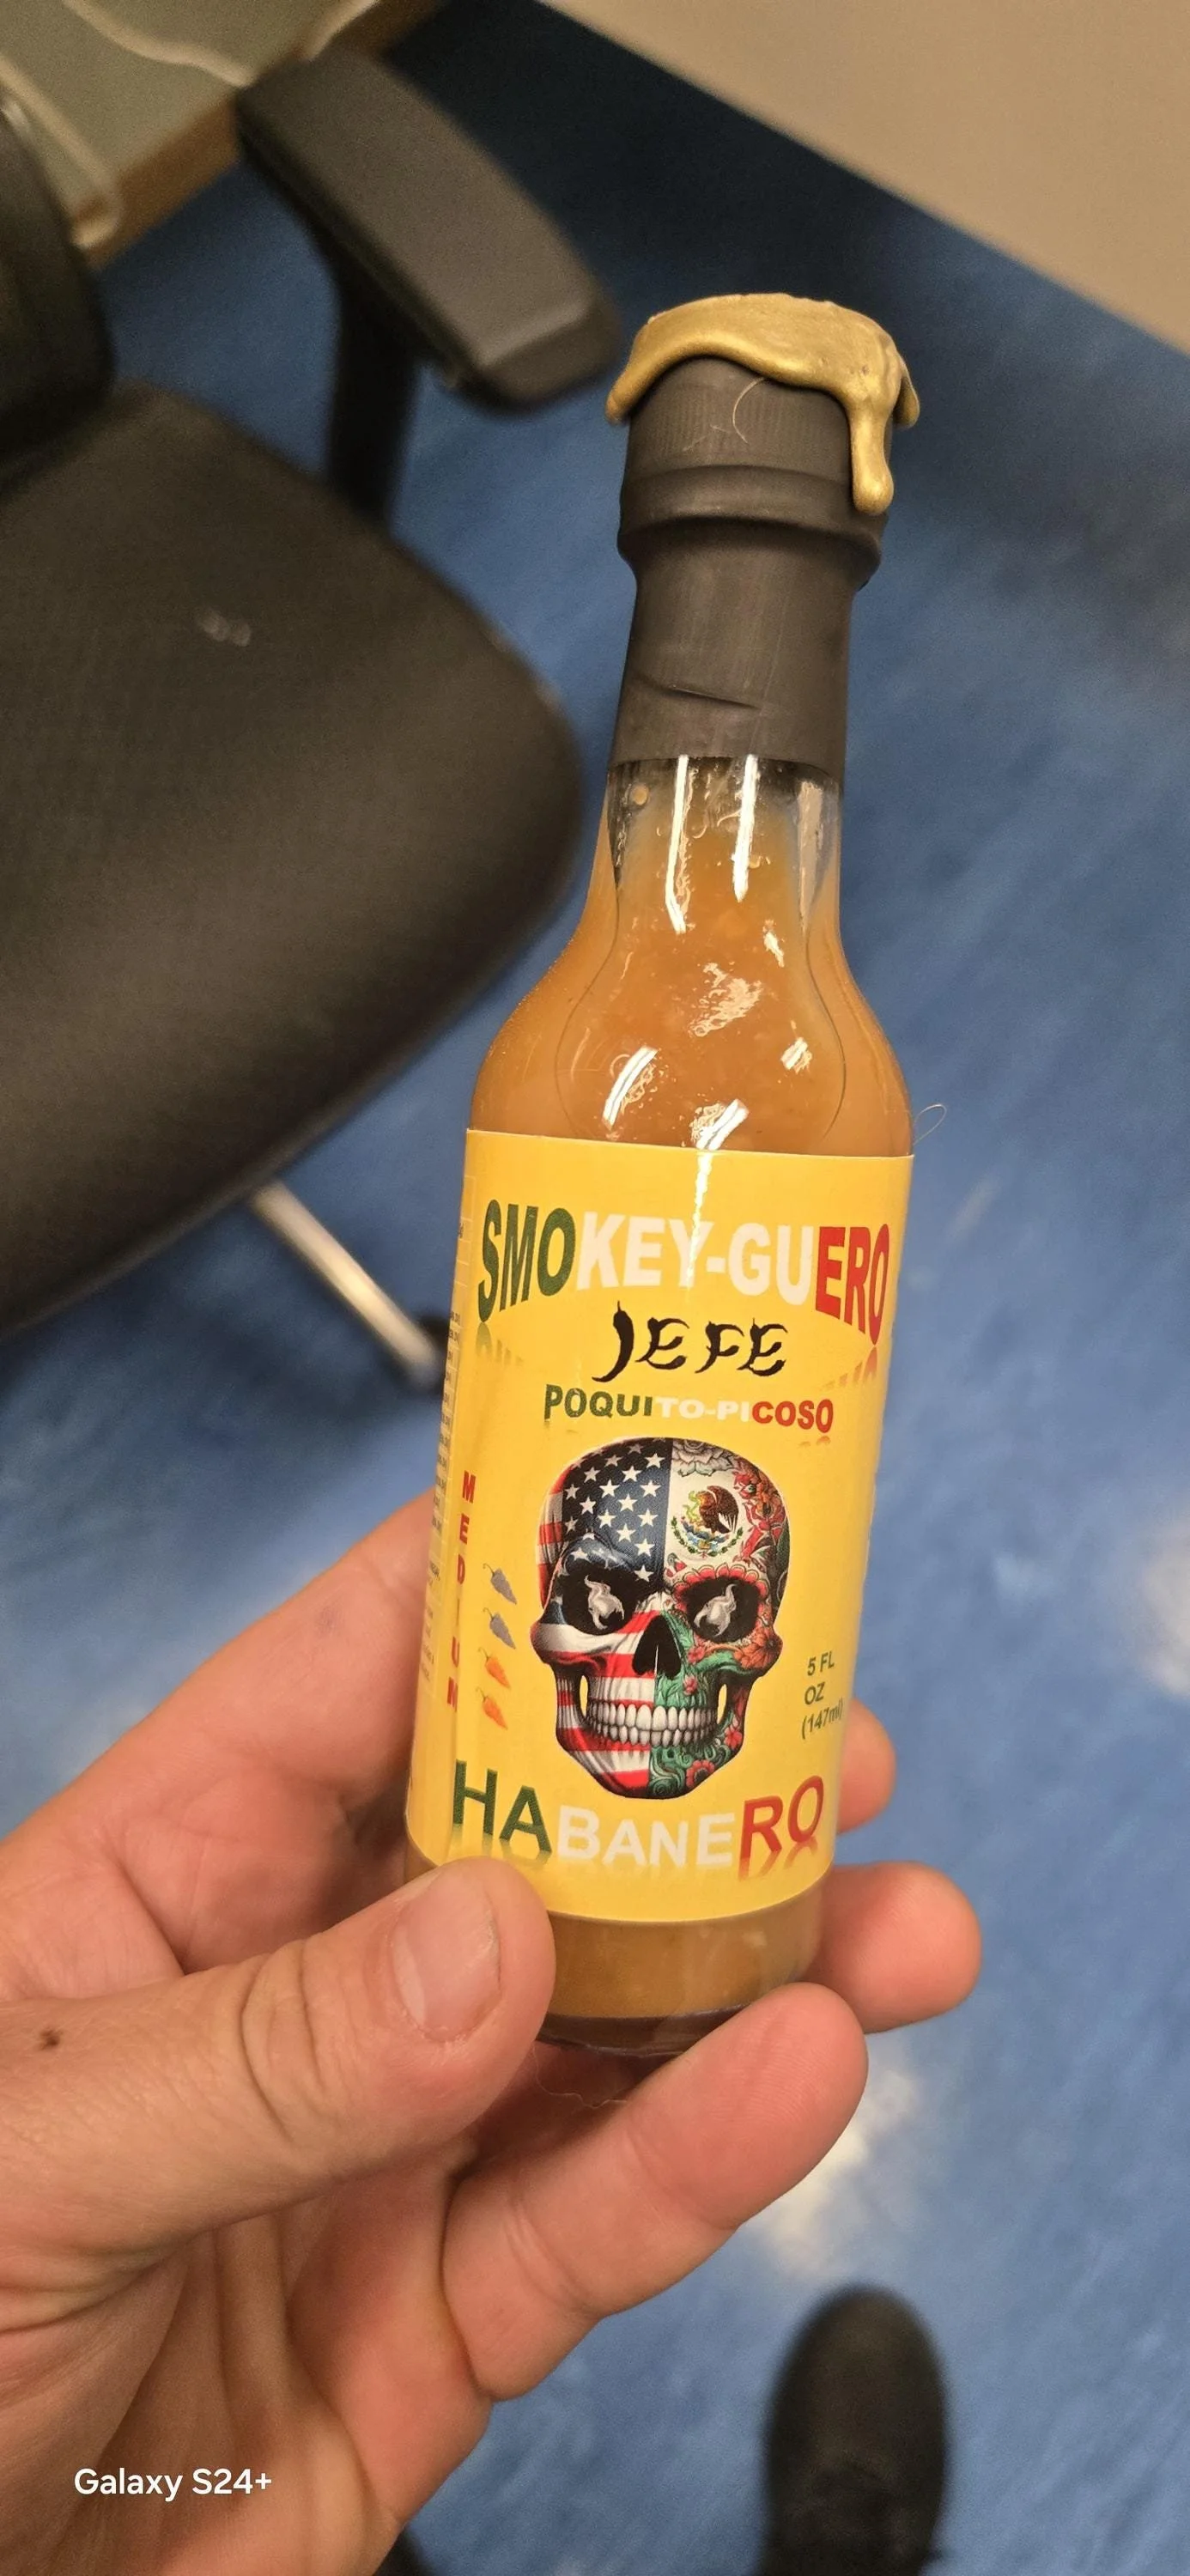 SMOKEY-GUERO
JEFE
POQUITO-PICOSO
MEDIUM
5 FL
OZ
(147ml)
HABANERO
Galaxy S24+